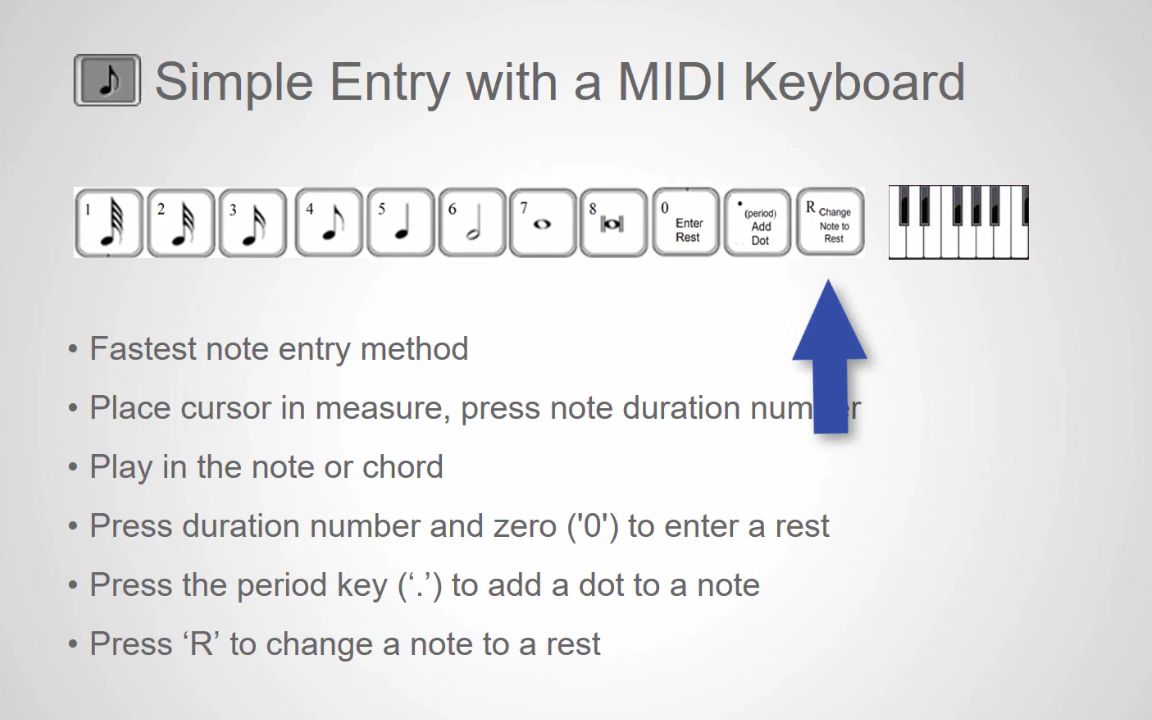 Simple Entry with a MIDI Keyboard
1 2 3 4 5 6 7 8 0 Enter Rest . (period) Add Dot R Change Note to Rest
• Fastest note entry method
• Place cursor in measure, press note duration
• Play in the note or chord
• Press duration number and zero ('0') to enter a rest
• Press the period key (‘.’) to add a dot to a note
• Press ‘R’ to change a note to a rest